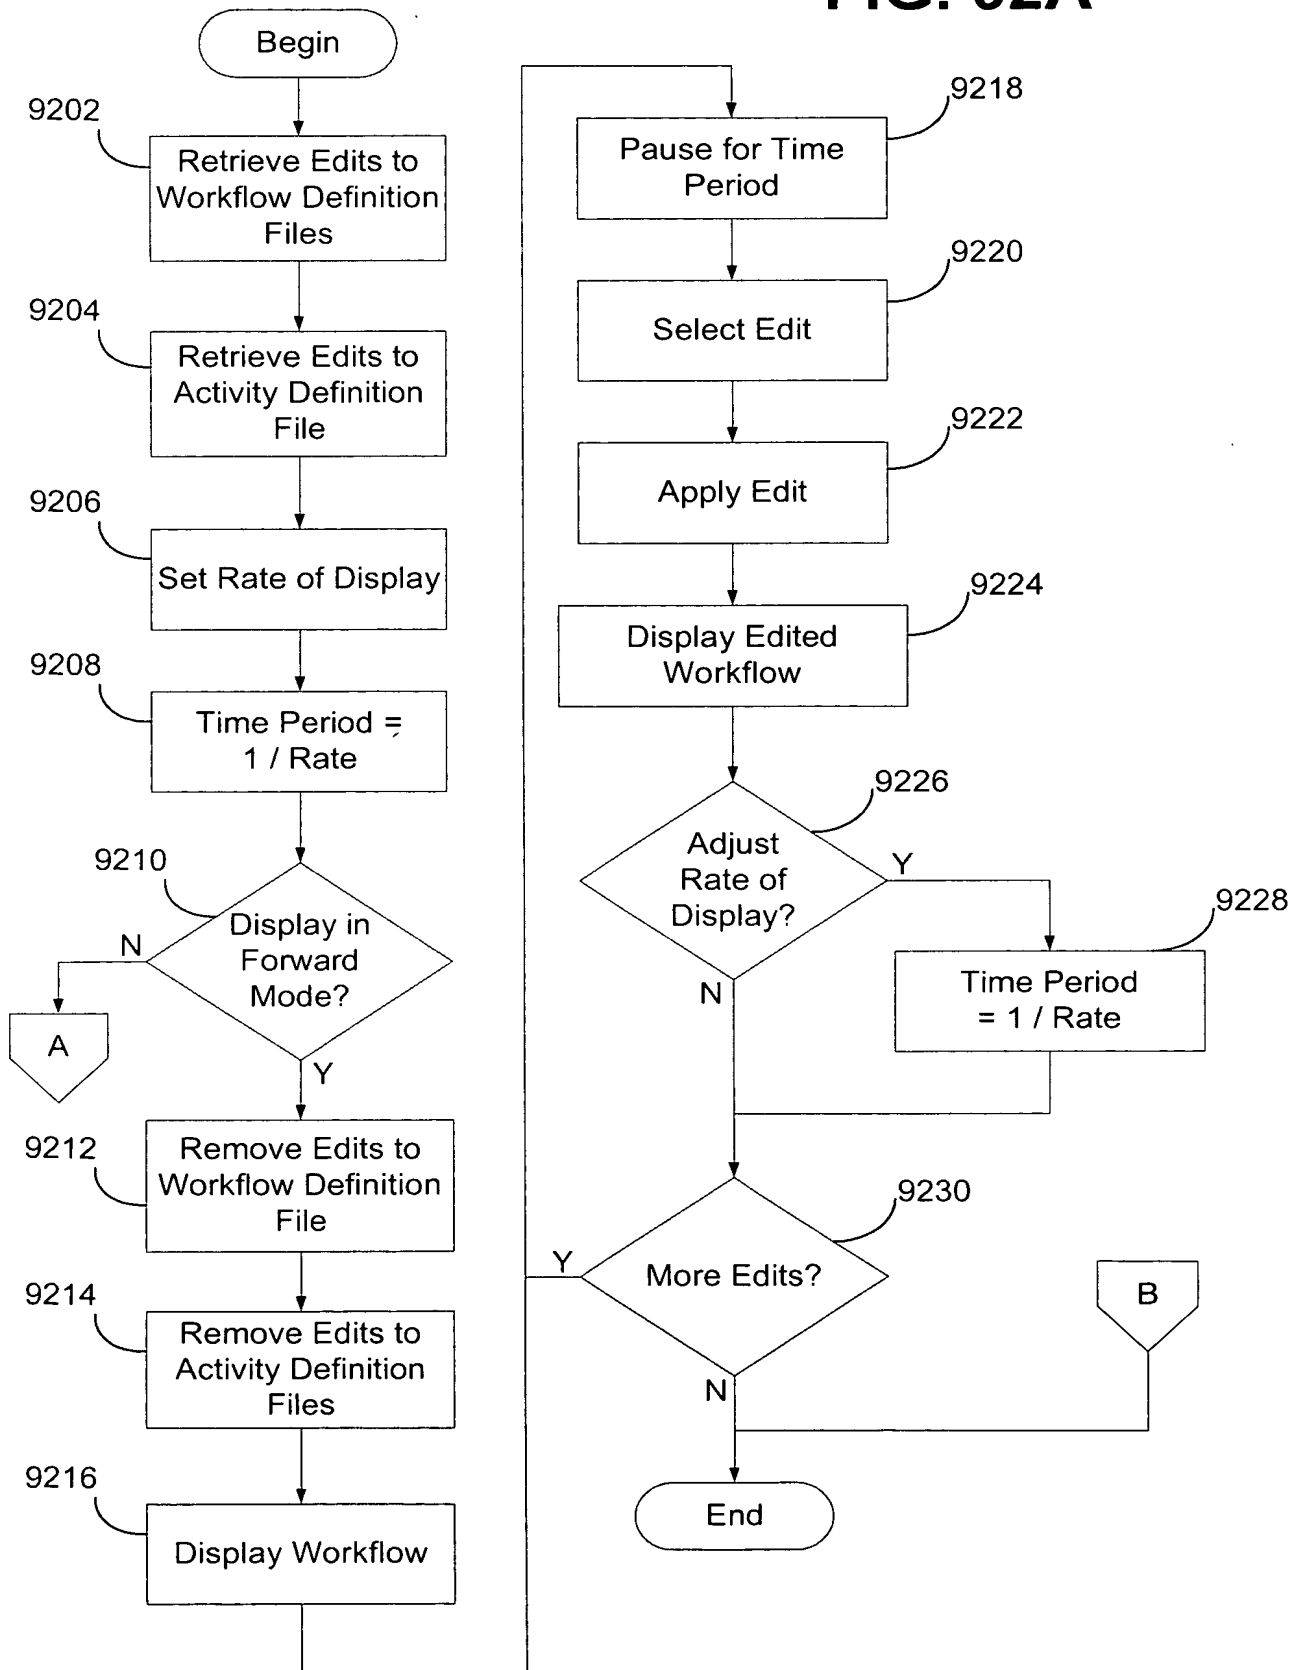 FIG. 92A
Begin
9202
Retrieve Edits to
Workflow Definition
Files
9204
Retrieve Edits to
Activity Definition
File
9206
Set Rate of Display
9208
Time Period =
1 / Rate
9210
Display in
Forward
Mode?
N
A
Y
9212
Remove Edits to
Workflow Definition
File
9214
Remove Edits to
Activity Definition
Files
9216
Display Workflow
9218
Pause for Time
Period
9220
Select Edit
9222
Apply Edit
9224
Display Edited
Workflow
9226
Adjust
Rate of
Display?
Y
N
9228
Time Period
= 1 / Rate
9230
More Edits?
Y
N
B
End